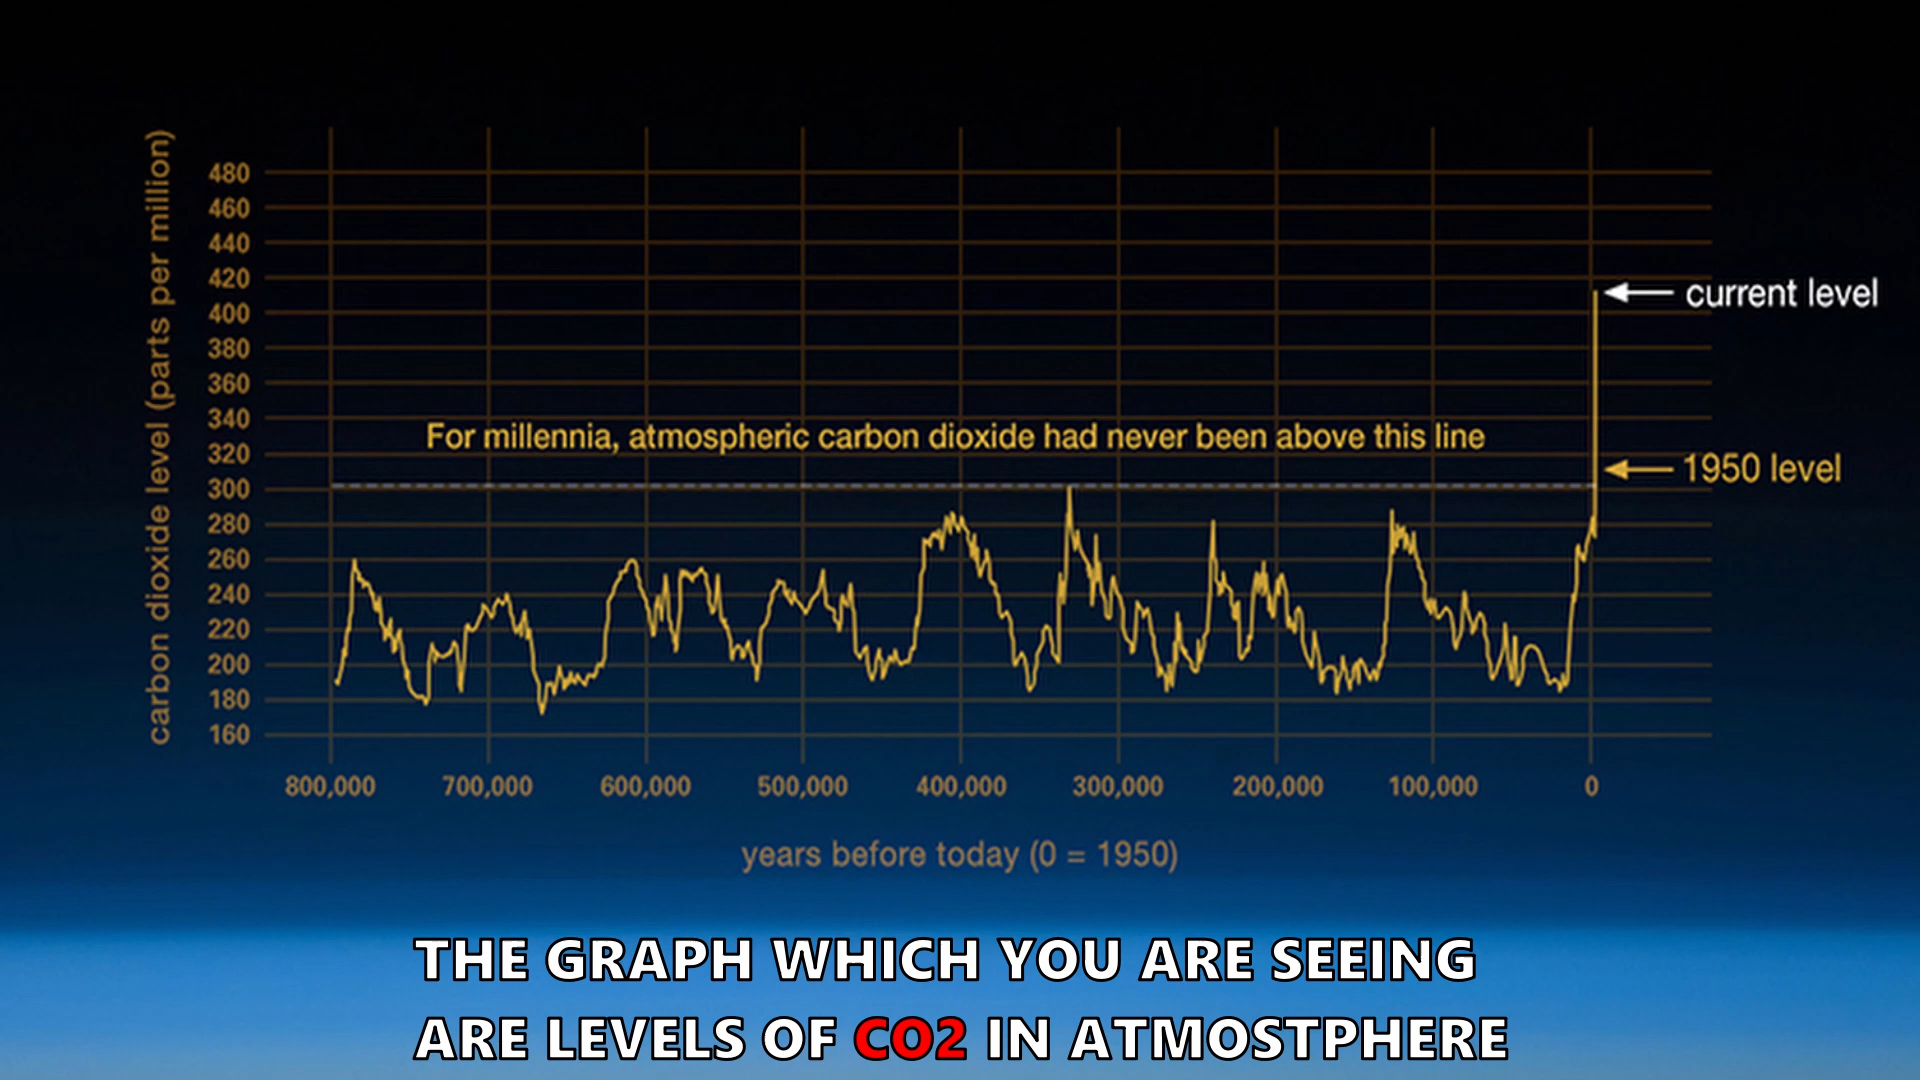 carbon dioxide level (parts per million)
480
460
440
420
400
380
360
340
320
300
280
260
240
220
200
180
160
current level
For millennia, atmospheric carbon dioxide had never been above this line
1950 level
800,000 700,000 600,000 500,000 400,000 300,000 200,000 100,000 0
years before today (0 = 1950)
THE GRAPH WHICH YOU ARE SEEING
ARE LEVELS OF CO2 IN ATMOSTPHERE